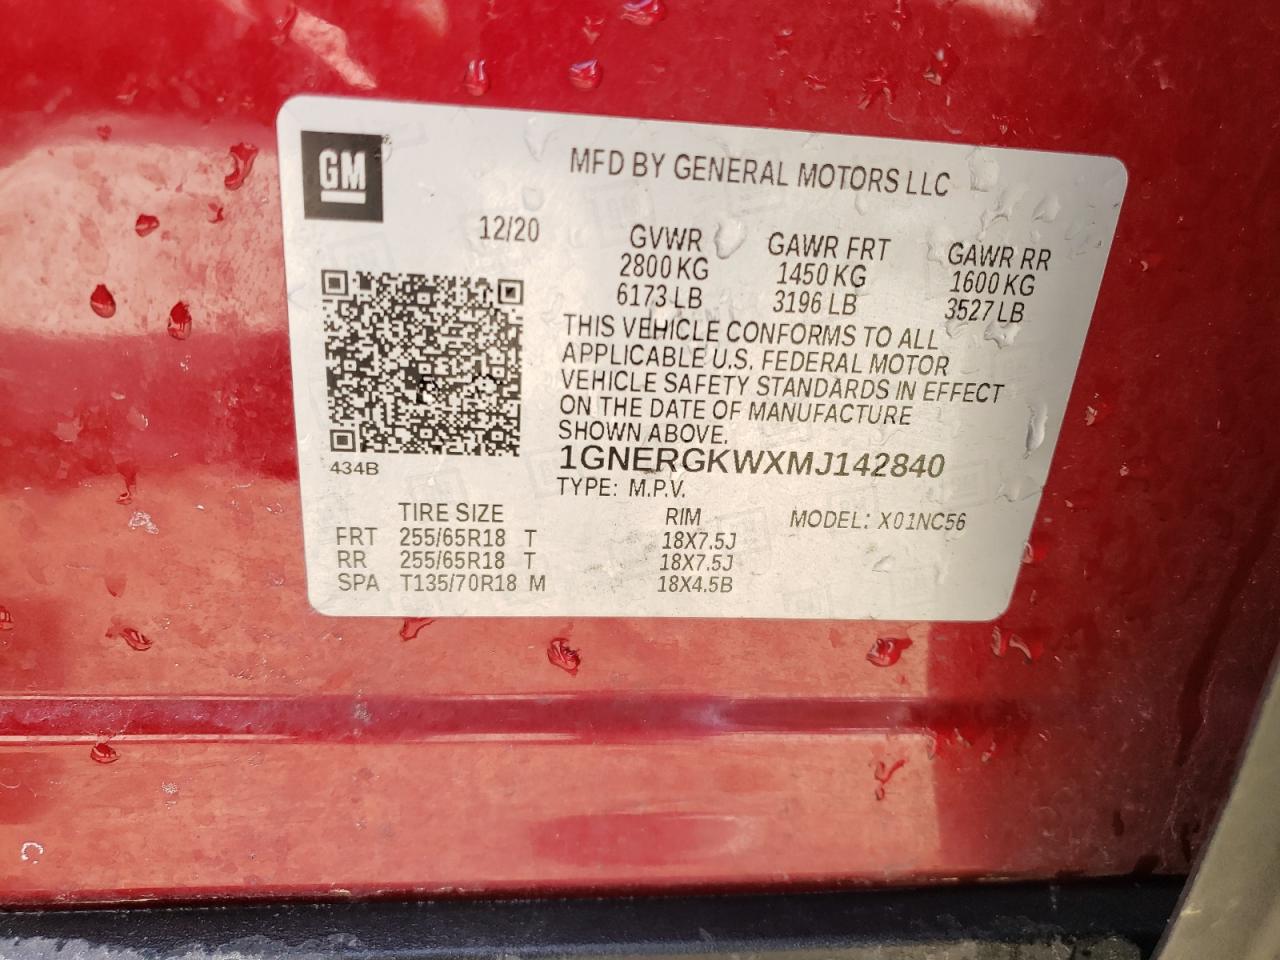 GM
MFD BY GENERAL MOTORS LLC
12/20
GVWR GAWR FRT GAWR RR
2800 KG 1450 KG 1600 KG
6173 LB 3196 LB 3527 LB
THIS VEHICLE CONFORMS TO ALL
APPLICABLE U.S. FEDERAL MOTOR
VEHICLE SAFETY STANDARDS IN EFFECT
ON THE DATE OF MANUFACTURE
SHOWN ABOVE.
1GNERGKWXMJ142840
434B
TYPE: M.P.V.
TIRE SIZE RIM MODEL: X01NC56
FRT 255/65R18 T 18X7.5J
RR 255/65R18 T 18X7.5J
SPA T135/70R18 M 18X4.5B